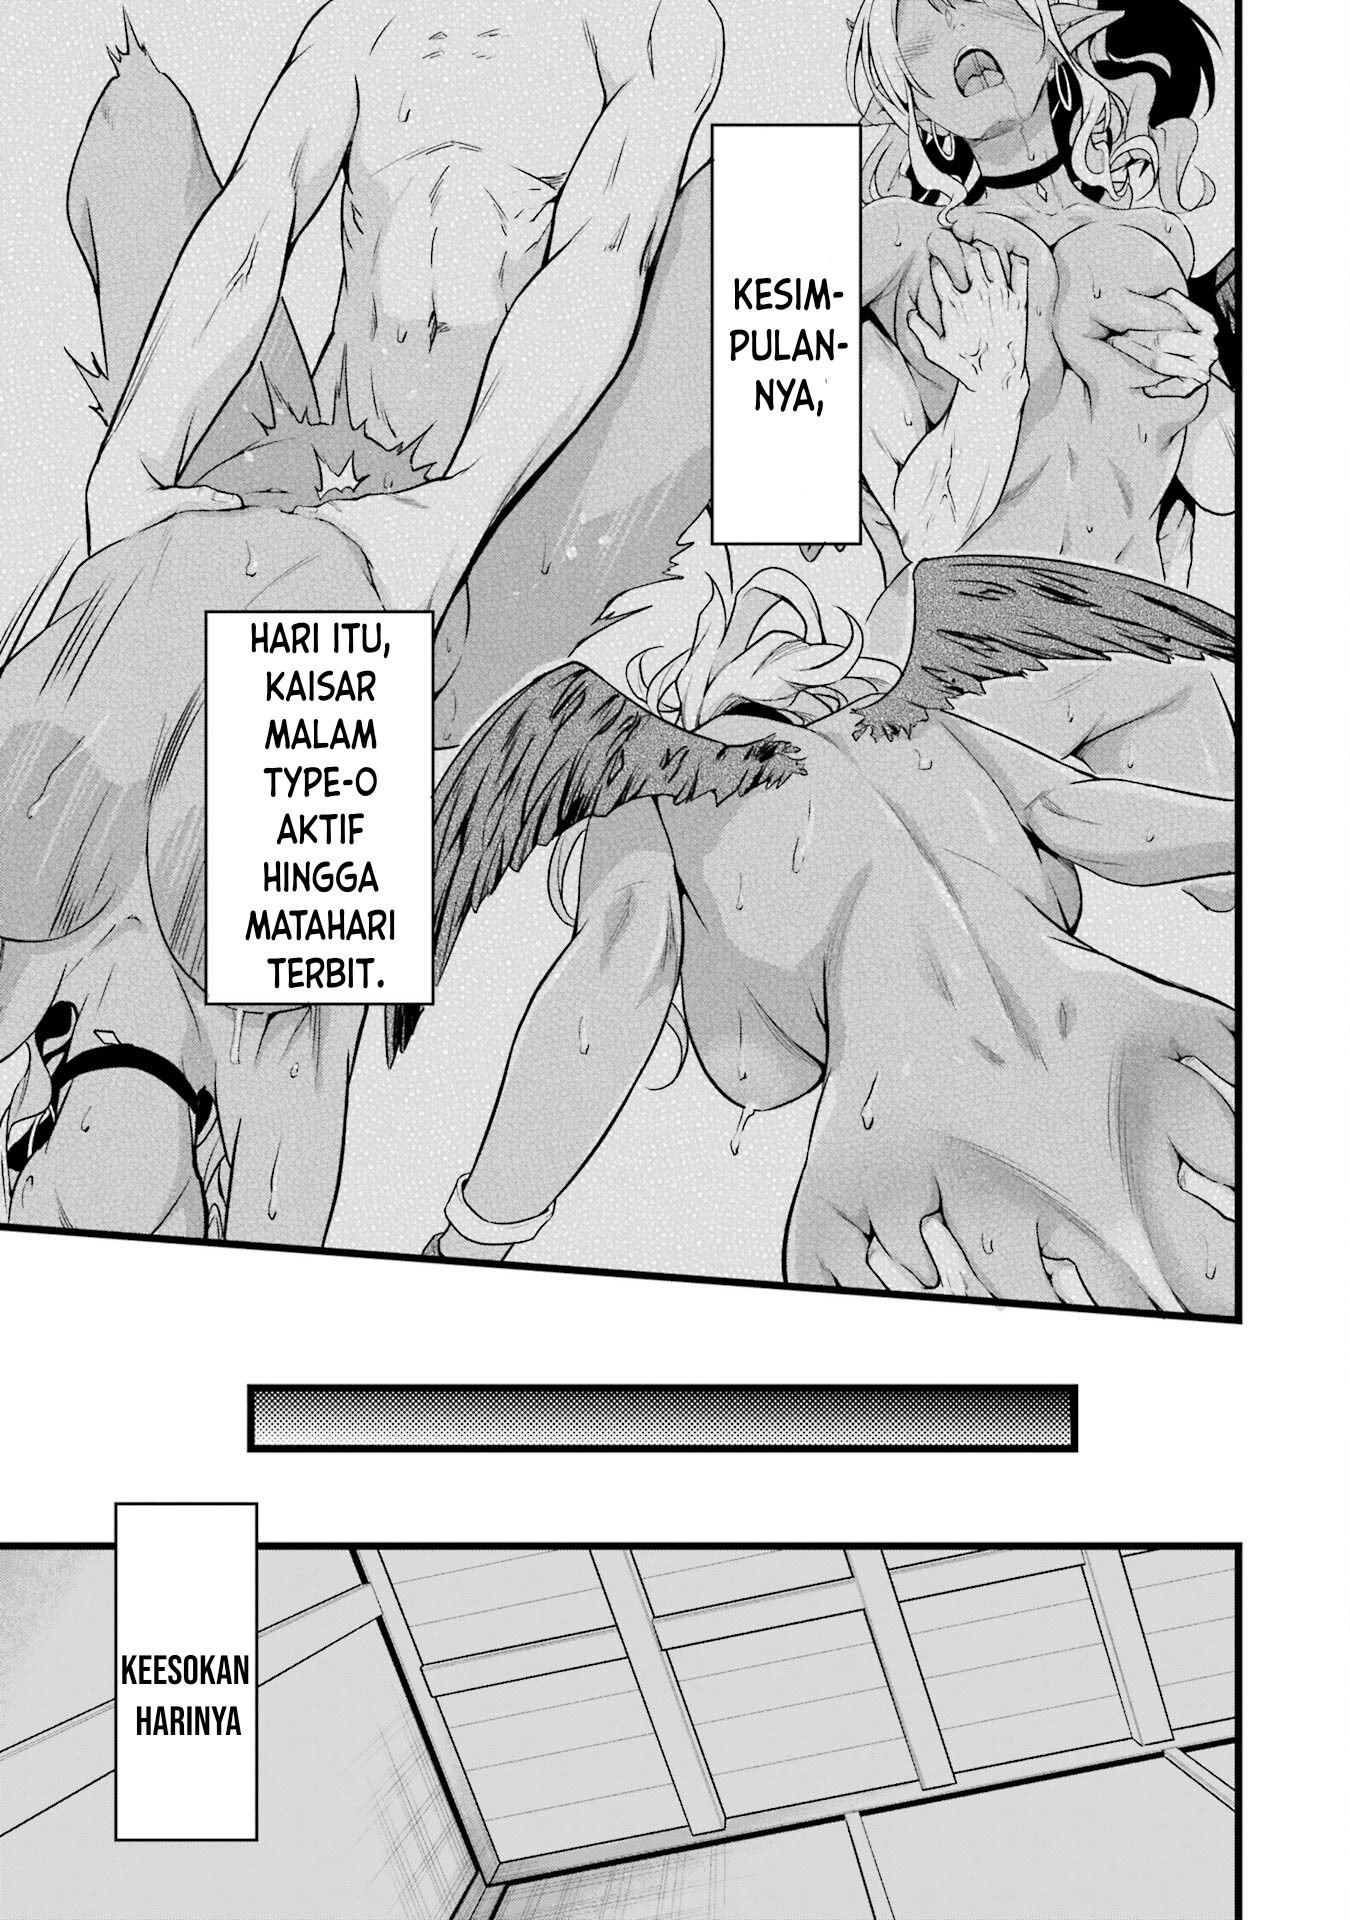 KESIM-
PULAN-
NYA,
HARI ITU,
KAISAR
MALAM
TYPE-O
AKTIF
HINGGA
MATAHARI
TERBIT.
KEESOKAN
HARINYA